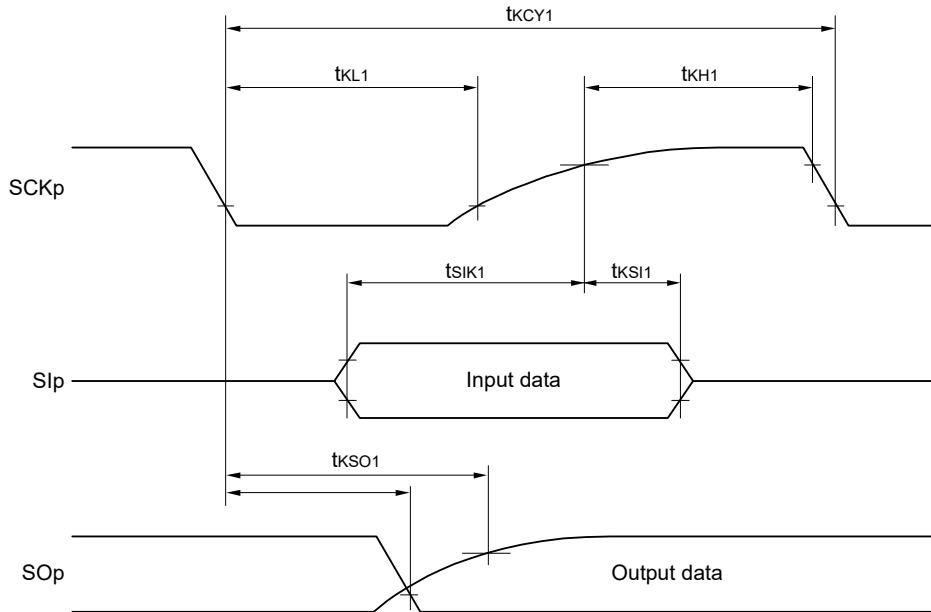 tKCY1
tKL1
tKH1
SCKp
tSIK1
tKSI1
SIp
Input data
tKSO1
SOp
Output data